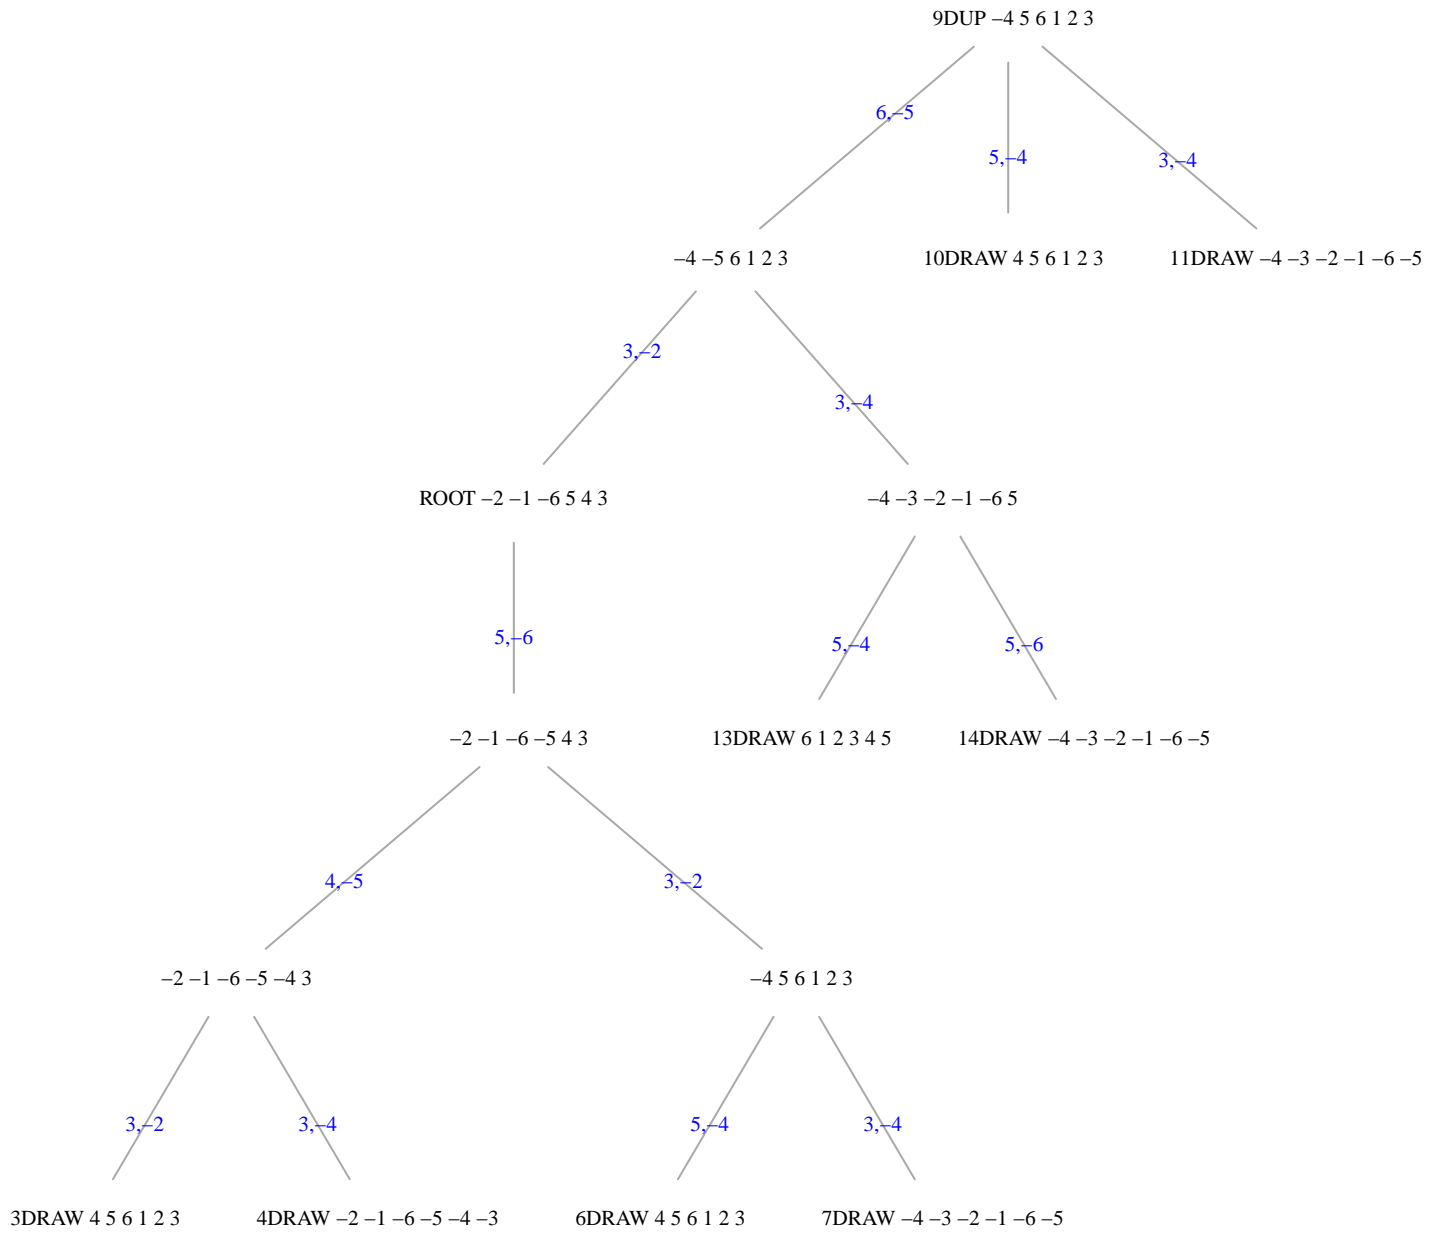 9DUP –4 5 6 1 2 3
6,–5
5,–4
3,–4
–4 –5 6 1 2 3
10DRAW 4 5 6 1 2 3
11DRAW –4 –3 –2 –1 –6 –5
3,–2
3,–4
ROOT –2 –1 –6 5 4 3
–4 –3 –2 –1 –6 5
5,–6
5,–4
5,–6
–2 –1 –6 –5 4 3
13DRAW 6 1 2 3 4 5
14DRAW –4 –3 –2 –1 –6 –5
4,–5
3,–2
–2 –1 –6 –5 –4 3
–4 5 6 1 2 3
3,–2
3,–4
5,–4
3,–4
3DRAW 4 5 6 1 2 3
4DRAW –2 –1 –6 –5 –4 –3
6DRAW 4 5 6 1 2 3
7DRAW –4 –3 –2 –1 –6 –5